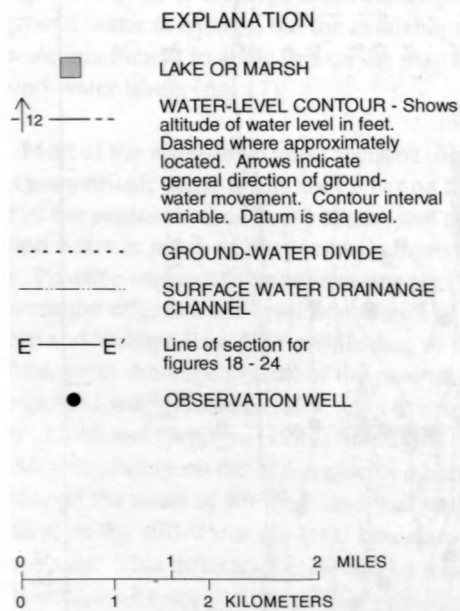 EXPLANATION
LAKE OR MARSH
12
WATER-LEVEL CONTOUR - Shows
altitude of water level in feet.
Dashed where approximately
located. Arrows indicate
general direction of ground-
water movement. Contour interval
variable. Datum is sea level.
GROUND-WATER DIVIDE
SURFACE WATER DRAINANGE
CHANNEL
E E' Line of section for
figures 18 - 24
OBSERVATION WELL
0 1 2 MILES
0 1 2 KILOMETERS